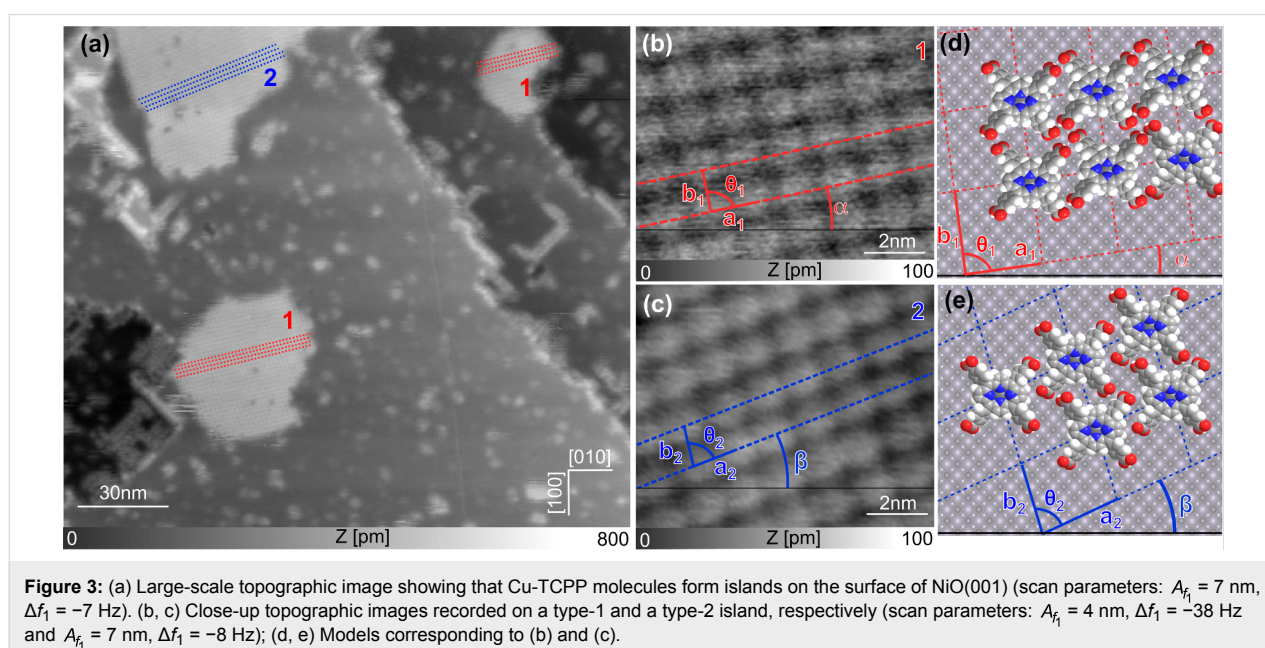 (a)
2
1
1
30nm
[010]
[100]
0 Z [pm] 800
(b)
1
b₁ θ₁
a₁ α
2nm
0 Z [pm] 100
(c)
2
b₂ θ₂
a₂ β
2nm
0 Z [pm] 100
(d)
b₁ θ₁ a₁
α
(e)
b₂ θ₂ a₂ β
Figure 3: (a) Large-scale topographic image showing that Cu-TCPP molecules form islands on the surface of NiO(001) (scan parameters: A_f₁ = 7 nm,
Δf₁ = −7 Hz). (b, c) Close-up topographic images recorded on a type-1 and a type-2 island, respectively (scan parameters: A_f₁ = 4 nm, Δf₁ = −38 Hz
and A_f₁ = 7 nm, Δf₁ = −8 Hz); (d, e) Models corresponding to (b) and (c).